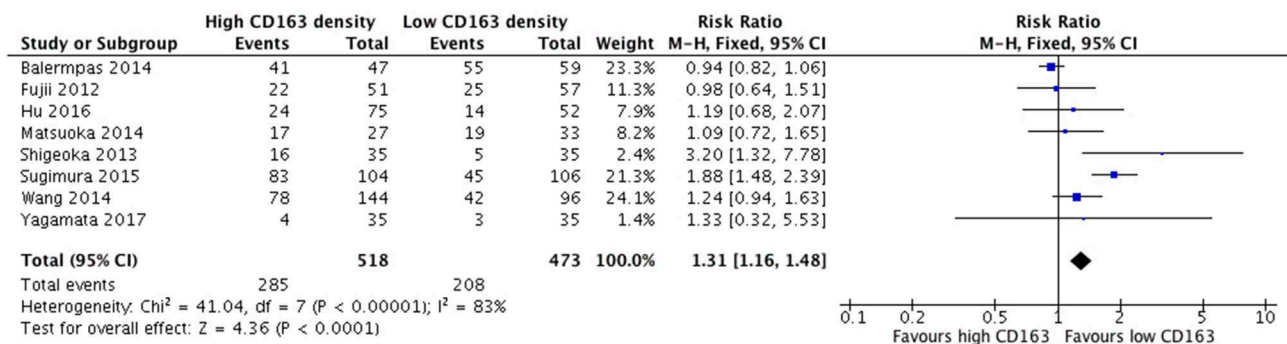 High CD163 density Low CD163 density Risk Ratio Risk Ratio
Study or Subgroup Events Total Events Total Weight M-H, Fixed, 95% CI M-H, Fixed, 95% CI
Balermpas 2014 41 47 55 59 23.3% 0.94 [0.82, 1.06]
Fujii 2012 22 51 25 57 11.3% 0.98 [0.64, 1.51]
Hu 2016 24 75 14 52 7.9% 1.19 [0.68, 2.07]
Matsuoka 2014 17 27 19 33 8.2% 1.09 [0.72, 1.65]
Shigeoka 2013 16 35 5 35 2.4% 3.20 [1.32, 7.78]
Sugimura 2015 83 104 45 106 21.3% 1.88 [1.48, 2.39]
Wang 2014 78 144 42 96 24.1% 1.24 [0.94, 1.63]
Yagamata 2017 4 35 3 35 1.4% 1.33 [0.32, 5.53]
Total (95% CI) 518 473 100.0% 1.31 [1.16, 1.48]
Total events 285 208
Heterogeneity: Chi² = 41.04, df = 7 (P < 0.00001); I² = 83%
Test for overall effect: Z = 4.36 (P < 0.0001)
0.1 0.2 0.5 1 2 5 10
Favours high CD163 Favours low CD163